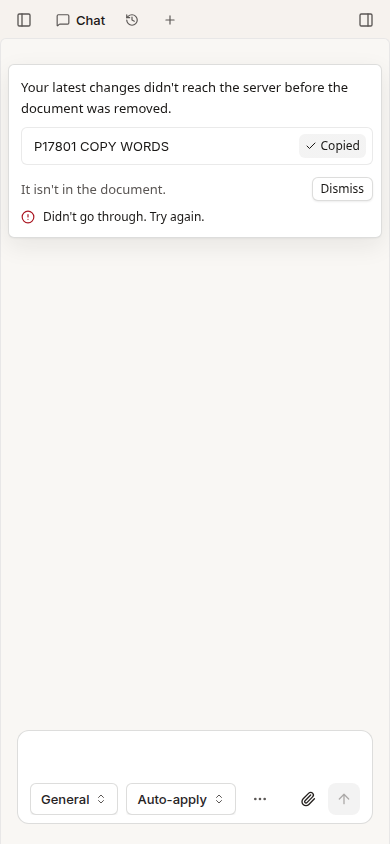 Chat
Your latest changes didn't reach the server before the
document was removed.
P17801 COPY WORDS
Copied
It isn't in the document.
Dismiss
Didn't go through. Try again.
General
Auto-apply